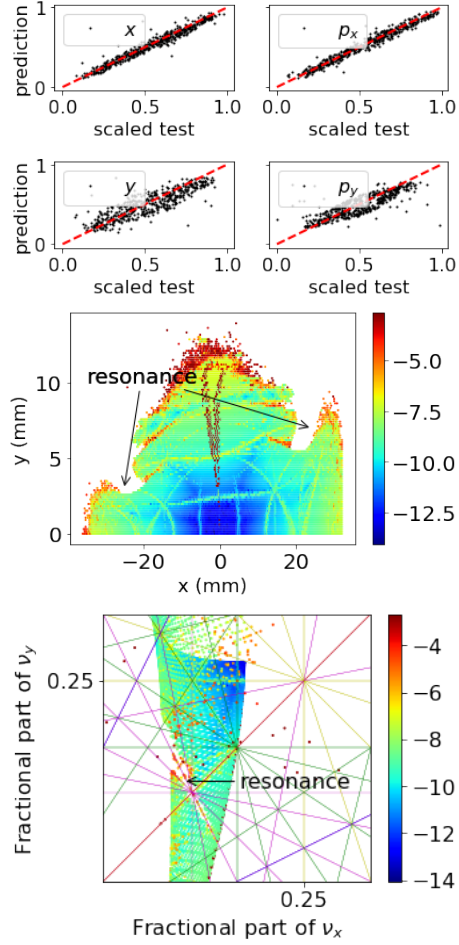 prediction
1
0
x
0.0 0.5 1.0
scaled test
p_x
0.0 0.5 1.0
scaled test
prediction
1
0
y
0.0 0.5 1.0
scaled test
p_y
0.0 0.5 1.0
scaled test
y (mm)
10
5
0
resonance
−20 0 20
x (mm)
−5.0
−7.5
−10.0
−12.5
Fractional part of ν_y
0.25
resonance
0.25
Fractional part of ν_x
−4
−6
−8
−10
−12
−14